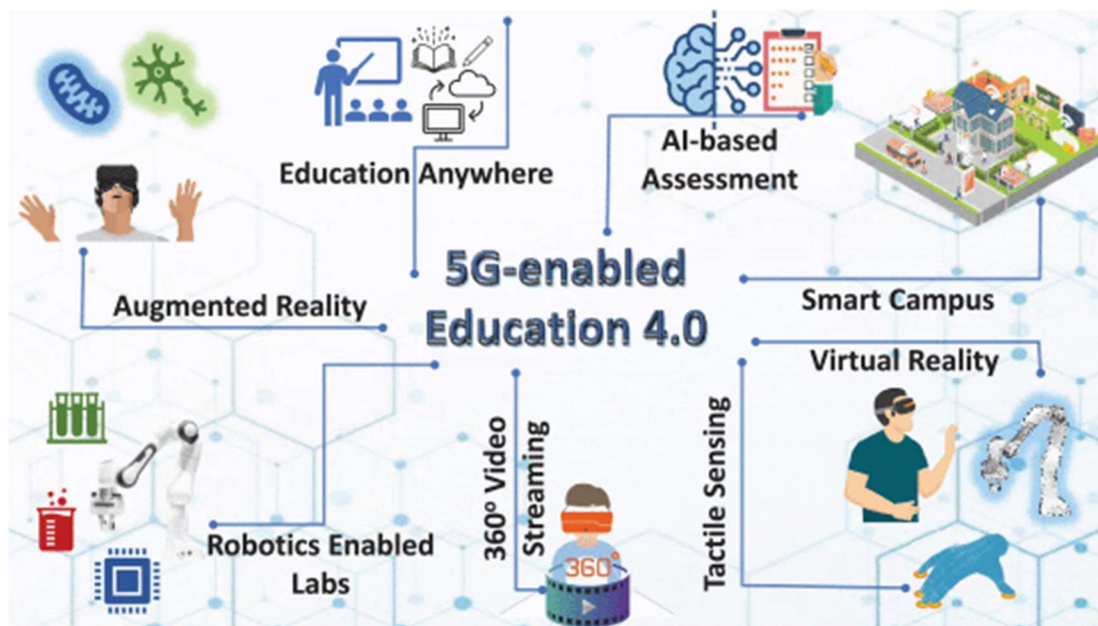 Education Anywhere
AI-based
Assessment
5G-enabled
Education 4.0
Augmented Reality
Smart Campus
Virtual Reality
Robotics Enabled
Labs
360º Video
Streaming
360
Tactile Sensing